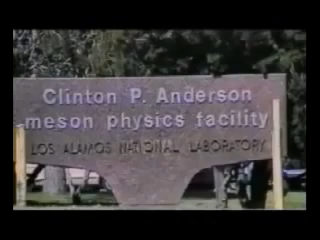 Clinton P. Anderson
meson physics facility
LOS ALAMOS NATIONAL LABORATORY